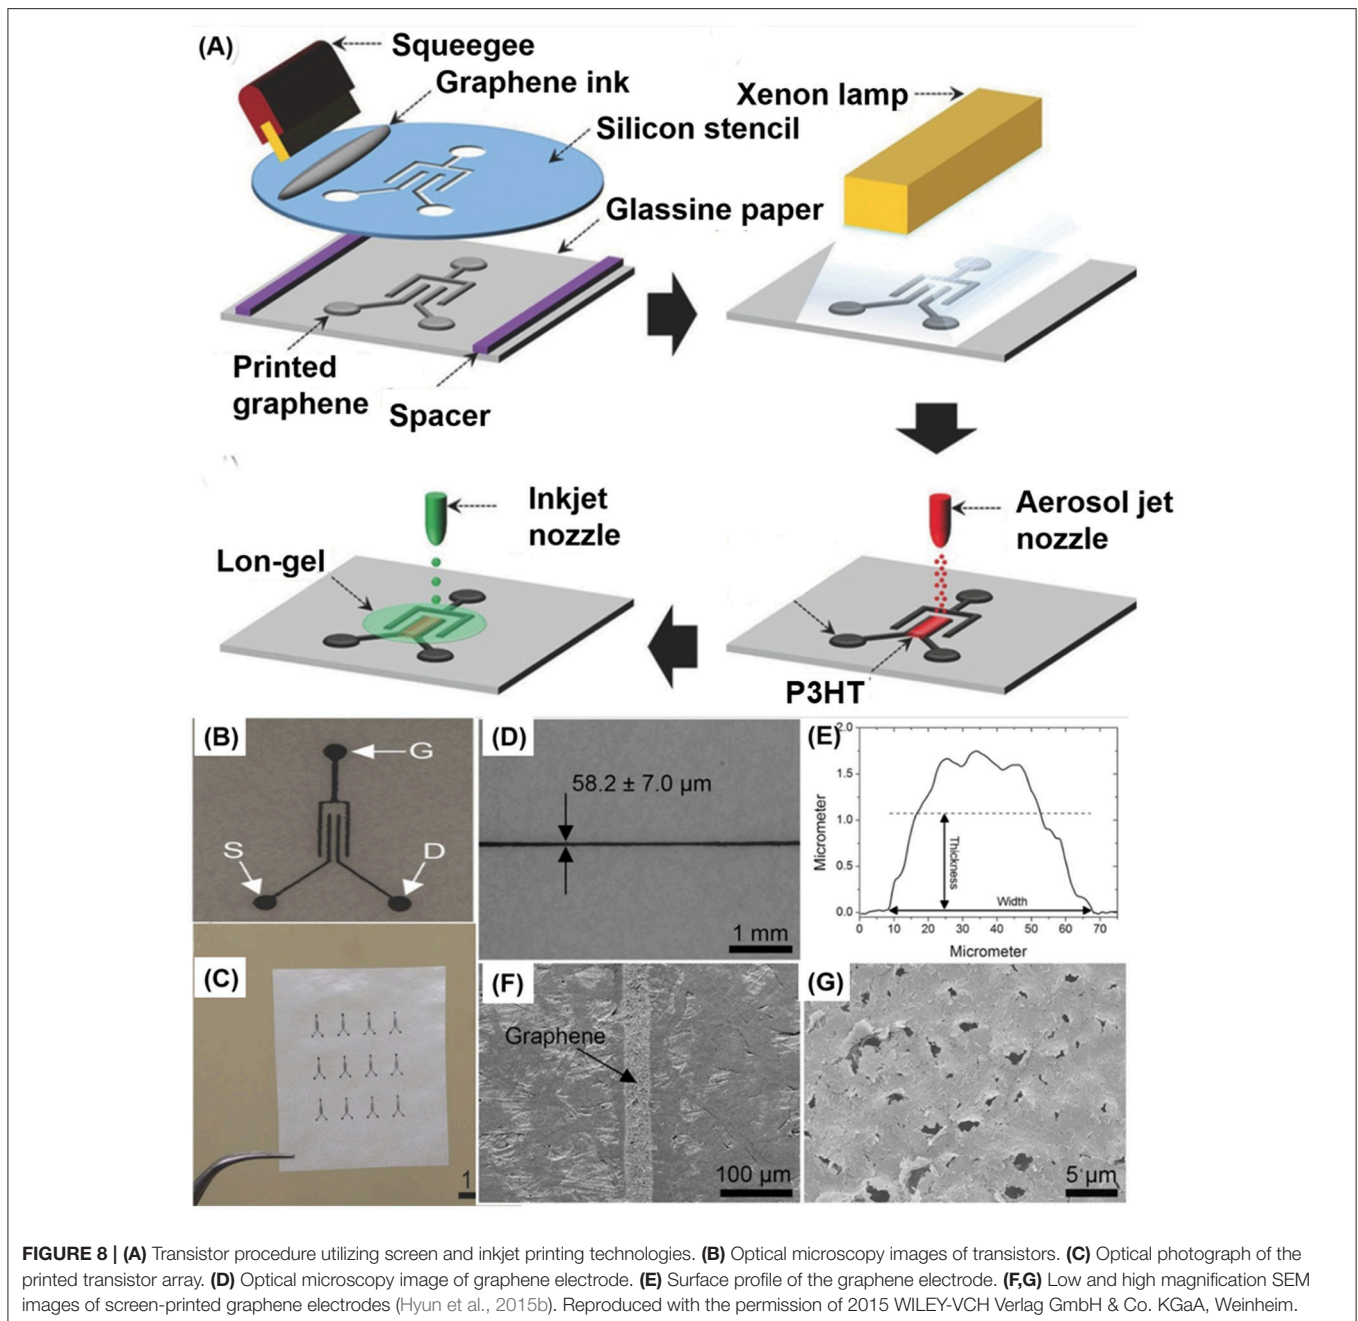 (A)
Squeegee
Graphene ink
Silicon stencil
Glassine paper
Printed
graphene
Spacer
Xenon lamp
Inkjet
nozzle
Lon-gel
Aerosol jet
nozzle
P3HT
(B)
G
S
D
(C)
1
(D)
58.2 ± 7.0 µm
1 mm
(E)
2.0
1.5
1.0
0.5
0.0
Micrometer
Thickness
Width
0 10 20 30 40 50 60 70
Micrometer
(F)
Graphene
100 µm
(G)
5 µm
FIGURE 8 | (A) Transistor procedure utilizing screen and inkjet printing technologies. (B) Optical microscopy images of transistors. (C) Optical photograph of the
printed transistor array. (D) Optical microscopy image of graphene electrode. (E) Surface profile of the graphene electrode. (F,G) Low and high magnification SEM
images of screen-printed graphene electrodes (Hyun et al., 2015b). Reproduced with the permission of 2015 WILEY-VCH Verlag GmbH & Co. KGaA, Weinheim.